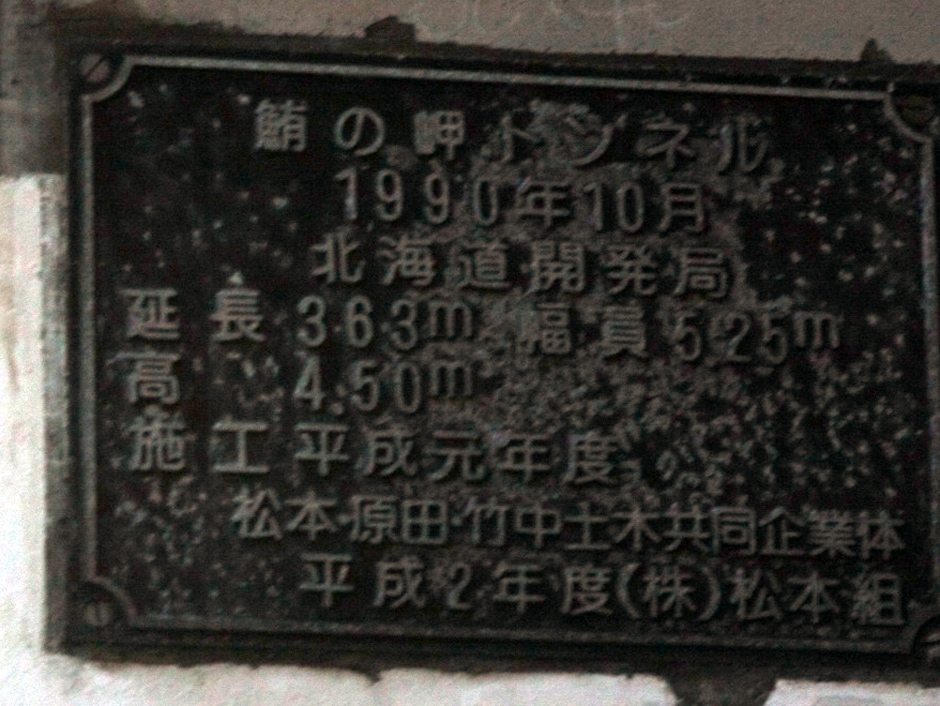 鮪の岬トンネル
1990年10月
北海道開発局
延長 363m 幅員 5.25m
高 4.50m
施工 平成元年度
松本・原田・竹中土木共同企業体
平成2年度(株)松本組